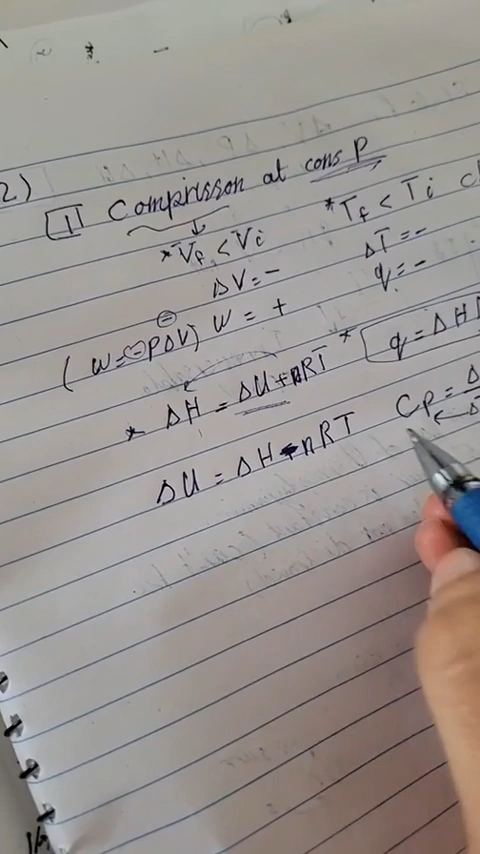 2)
1 Comprisson at cons P
* Vf < Vi
* Tf < Ti
ΔV = -
ΔT = -
(w=⊖PΔV) W = +
q = -
* ΔH = ΔU + nRT
* q = ΔH
ΔU = ΔH - nRT
Cp =